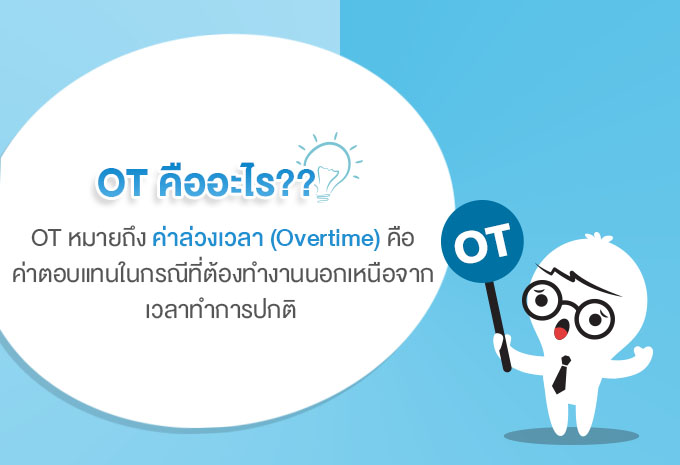 OT คืออะไร??
OT หมายถึง ค่าล่วงเวลา (Overtime) คือ
ค่าตอบแทนในกรณีที่ต้องทำงานนอกเหนือจาก
เวลาทำการปกติ
OT